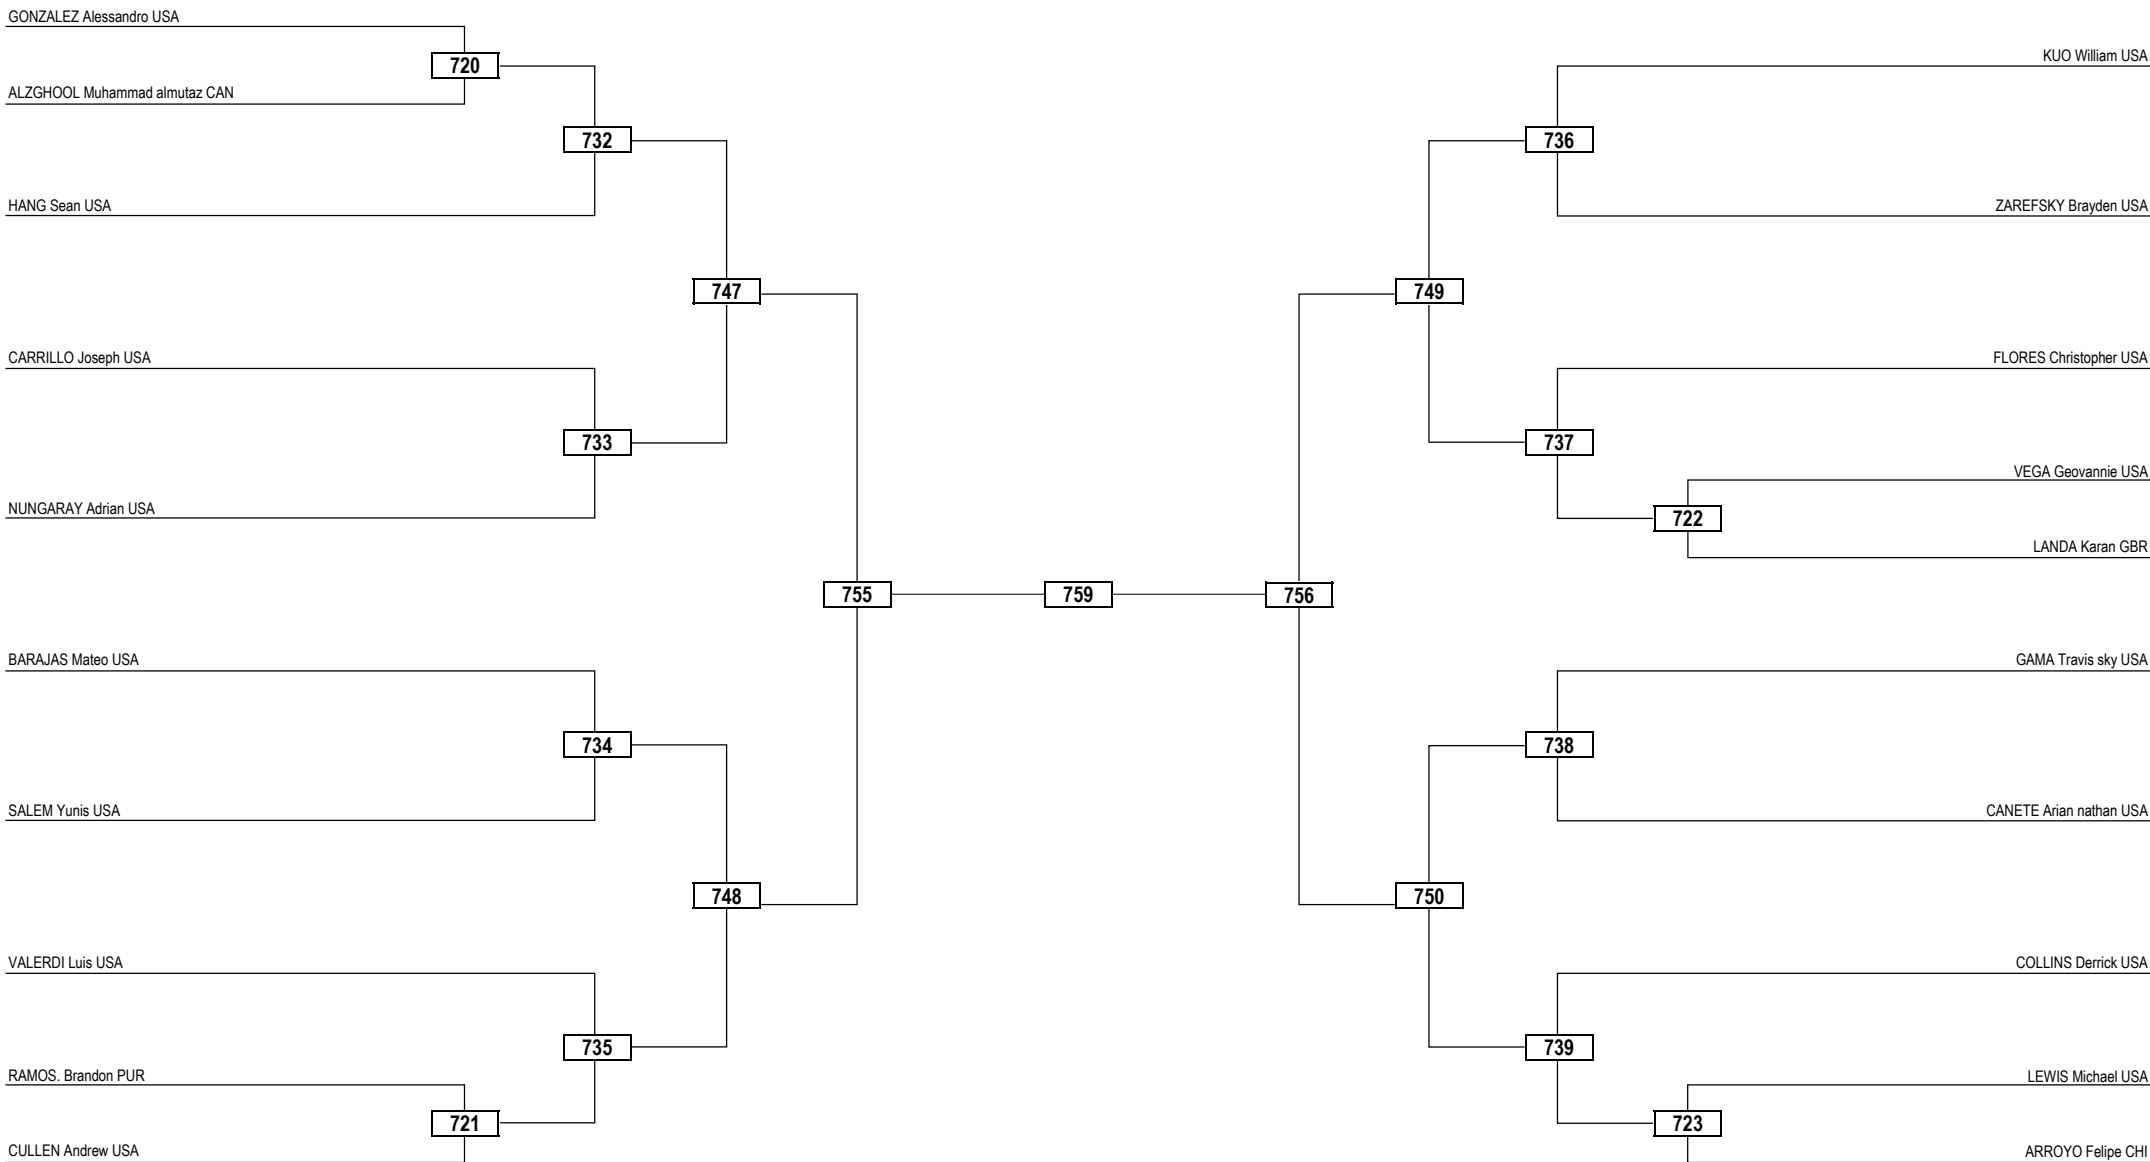 GONZALEZ Alessandro USA
720
ALZGHOOL Muhammad almutaz CAN
732
HANG Sean USA
747
CARRILLO Joseph USA
733
NUNGARAY Adrian USA
755
BARAJAS Mateo USA
734
SALEM Yunis USA
748
VALERDI Luis USA
735
RAMOS. Brandon PUR
721
CULLEN Andrew USA
759
KUO William USA
736
ZAREFSKY Brayden USA
749
FLORES Christopher USA
737
VEGA Geovannie USA
722
LANDA Karan GBR
756
GAMA Travis sky USA
738
CANETE Arian nathan USA
750
COLLINS Derrick USA
739
LEWIS Michael USA
723
ARROYO Felipe CHI